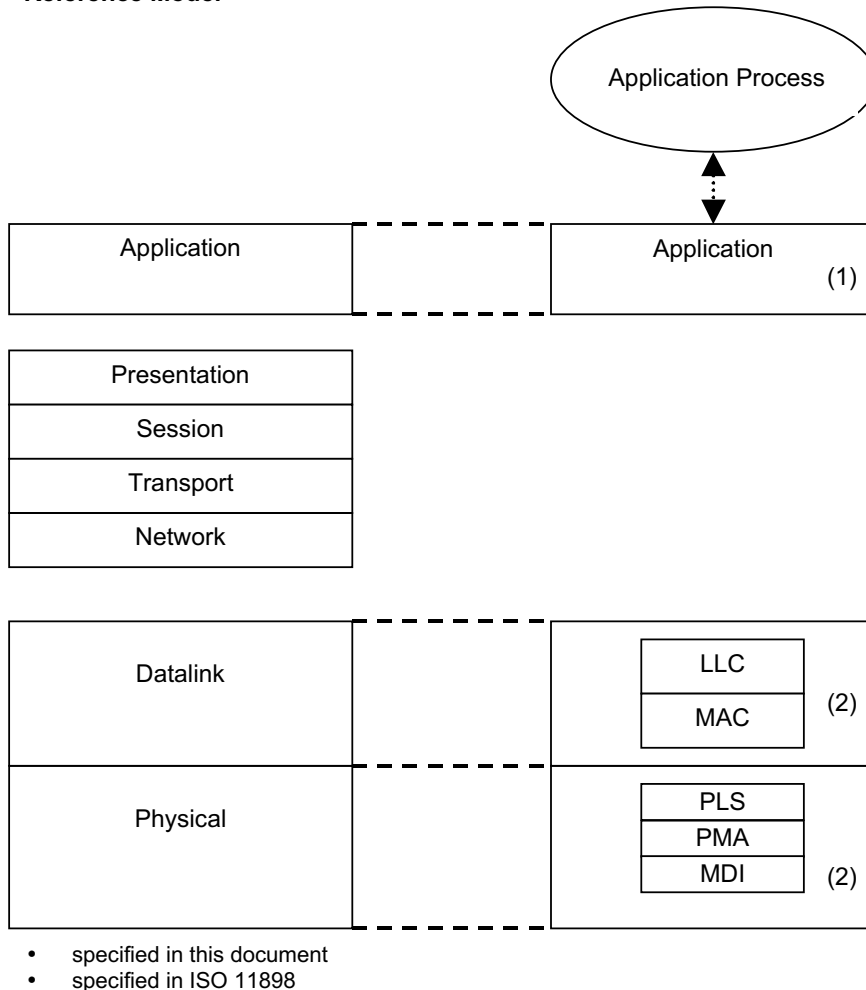 Reference Model
Application Process
Application
Application
(1)
Presentation
Session
Transport
Network
Datalink
LLC
MAC
(2)
Physical
PLS
PMA
MDI
(2)
• specified in this document
• specified in ISO 11898